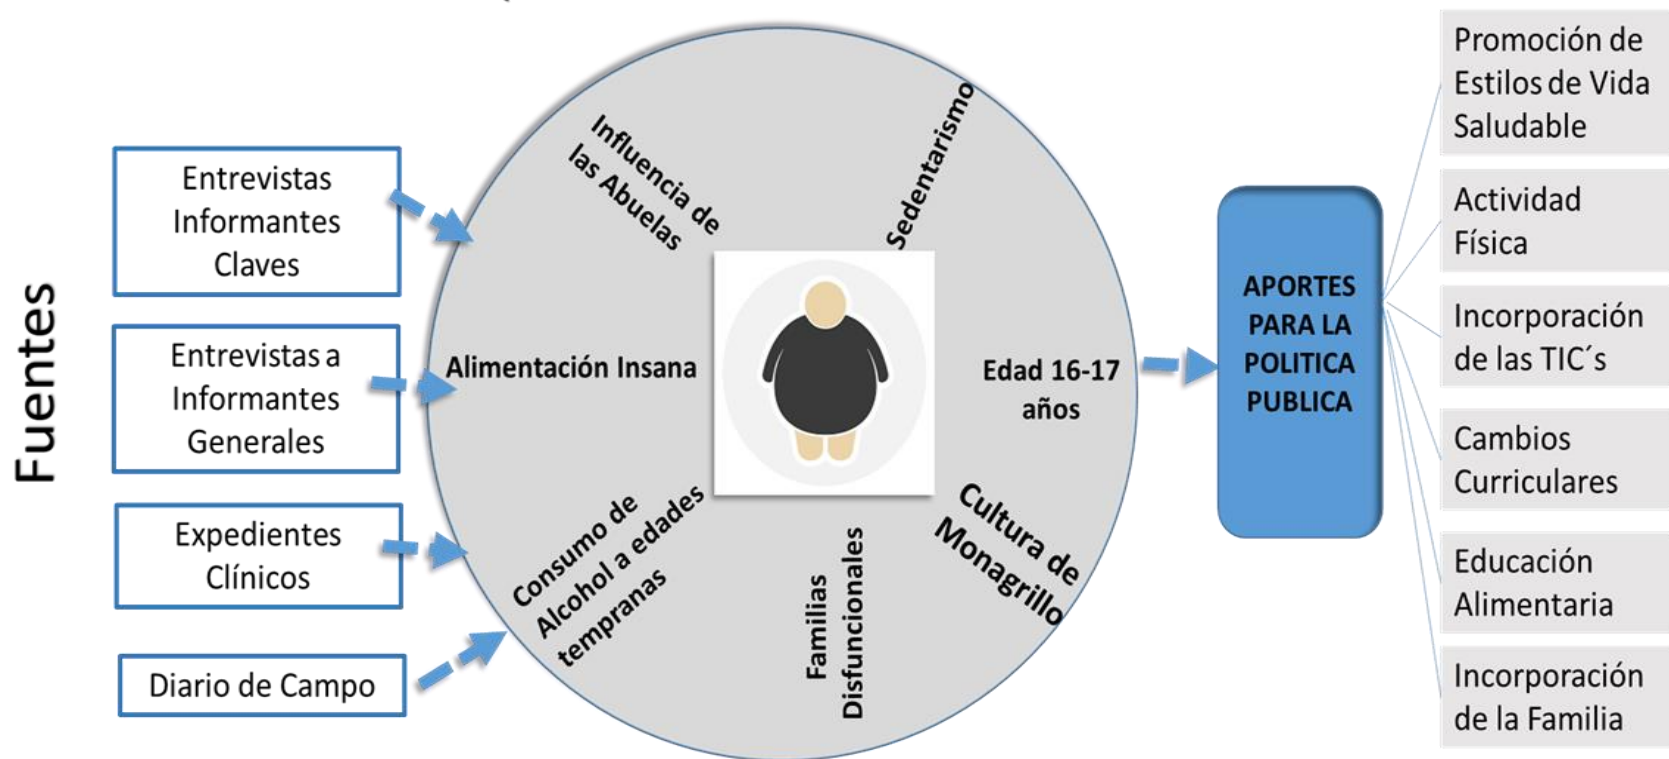 Fuentes
Entrevistas
Informantes
Claves
Entrevistas a
Informantes
Generales
Expedientes
Clínicos
Diario de Campo
Influencia de
las Abuelas
Sedentarismo
Alimentación Insana
Edad 16-17
años
Consumo de
Alcohol a edades
tempranas
Familias
Disfuncionales
Cultura de
Monagrillo
APORTES
PARA LA
POLITICA
PUBLICA
Promoción de
Estilos de Vida
Saludable
Actividad
Física
Incorporación
de las TIC´s
Cambios
Curriculares
Educación
Alimentaria
Incorporación
de la Familia